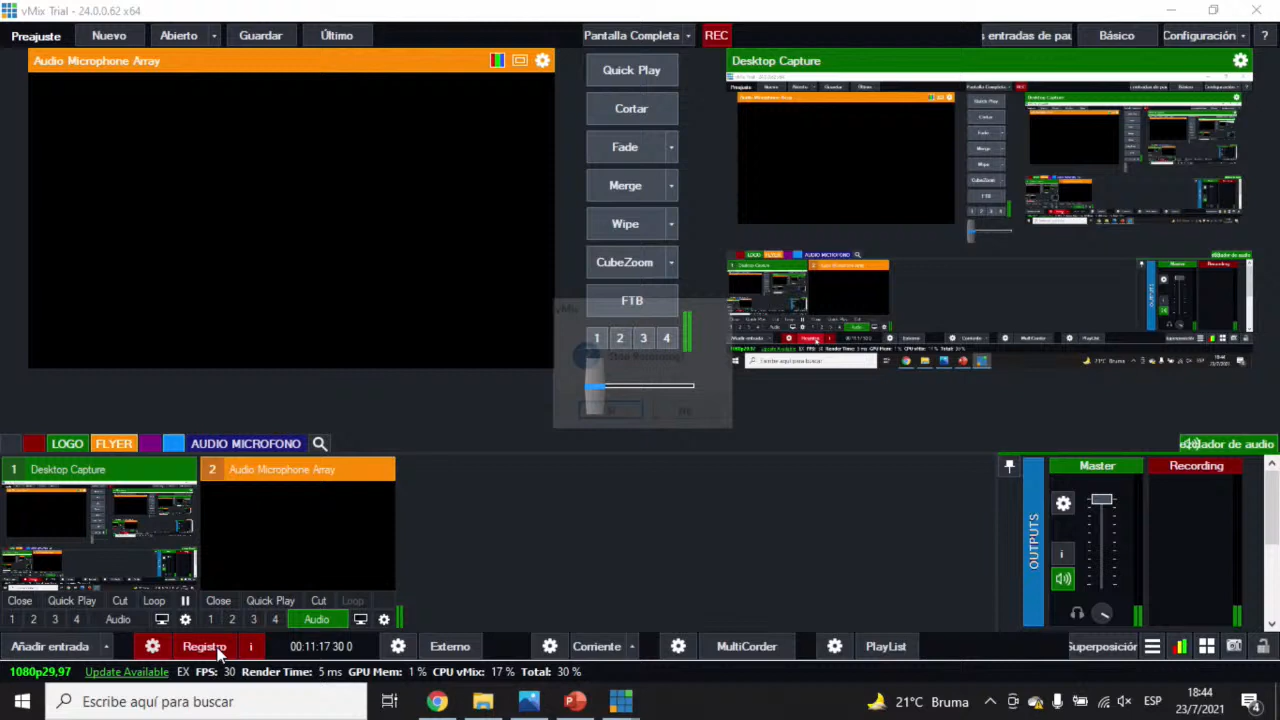 vMix Trial - 24.0.0.62 x64
Preajuste Nuevo Abierto Guardar Último Pantalla Completa REC s entradas de pau Básico Configuración ?
Audio Microphone Array
Desktop Capture
Quick Play
Cortar
Fade
Merge
Wipe
CubeZoom
FTB
1 2 4
LOGO FLYER AUDIO MICROFONO
1 Desktop Capture
2 Audio Microphone Array
Close Quick Play Cut Loop
1 2 3 4 Audio
Close Quick Play Cut Loop
1 2 3 4 Audio
OUTPUTS
Master
Recording
i
Añadir entrada Registro i 00:11:17 30 0 Externo Corriente MultiCorder PlayList Superposición
1080p29,97 Update Available EX FPS: 30 Render Time: 5 ms GPU Mem: 1 % CPU vMix: 17 % Total: 30 %
Escribe aquí para buscar
21°C Bruma ESP 18:44
23/7/2021
4